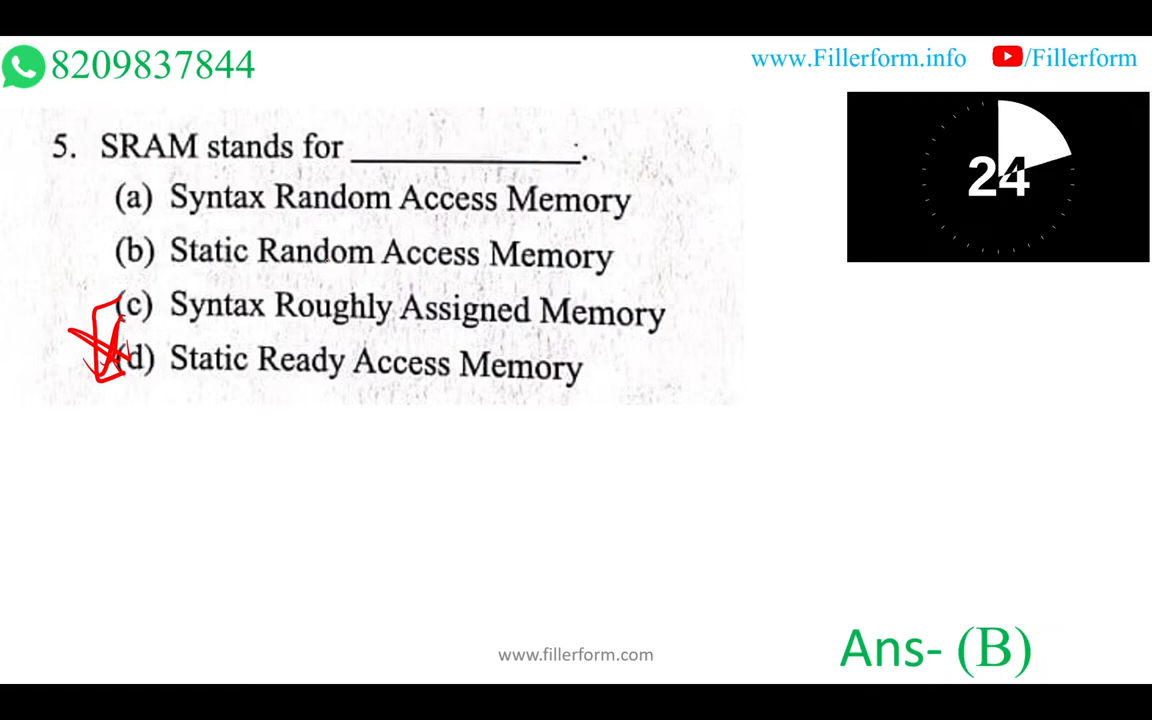 8209837844
www.Fillerform.info /Fillerform
5. SRAM stands for ____________.
(a) Syntax Random Access Memory
(b) Static Random Access Memory
(c) Syntax Roughly Assigned Memory
(d) Static Ready Access Memory
24
www.fillerform.com
Ans- (B)